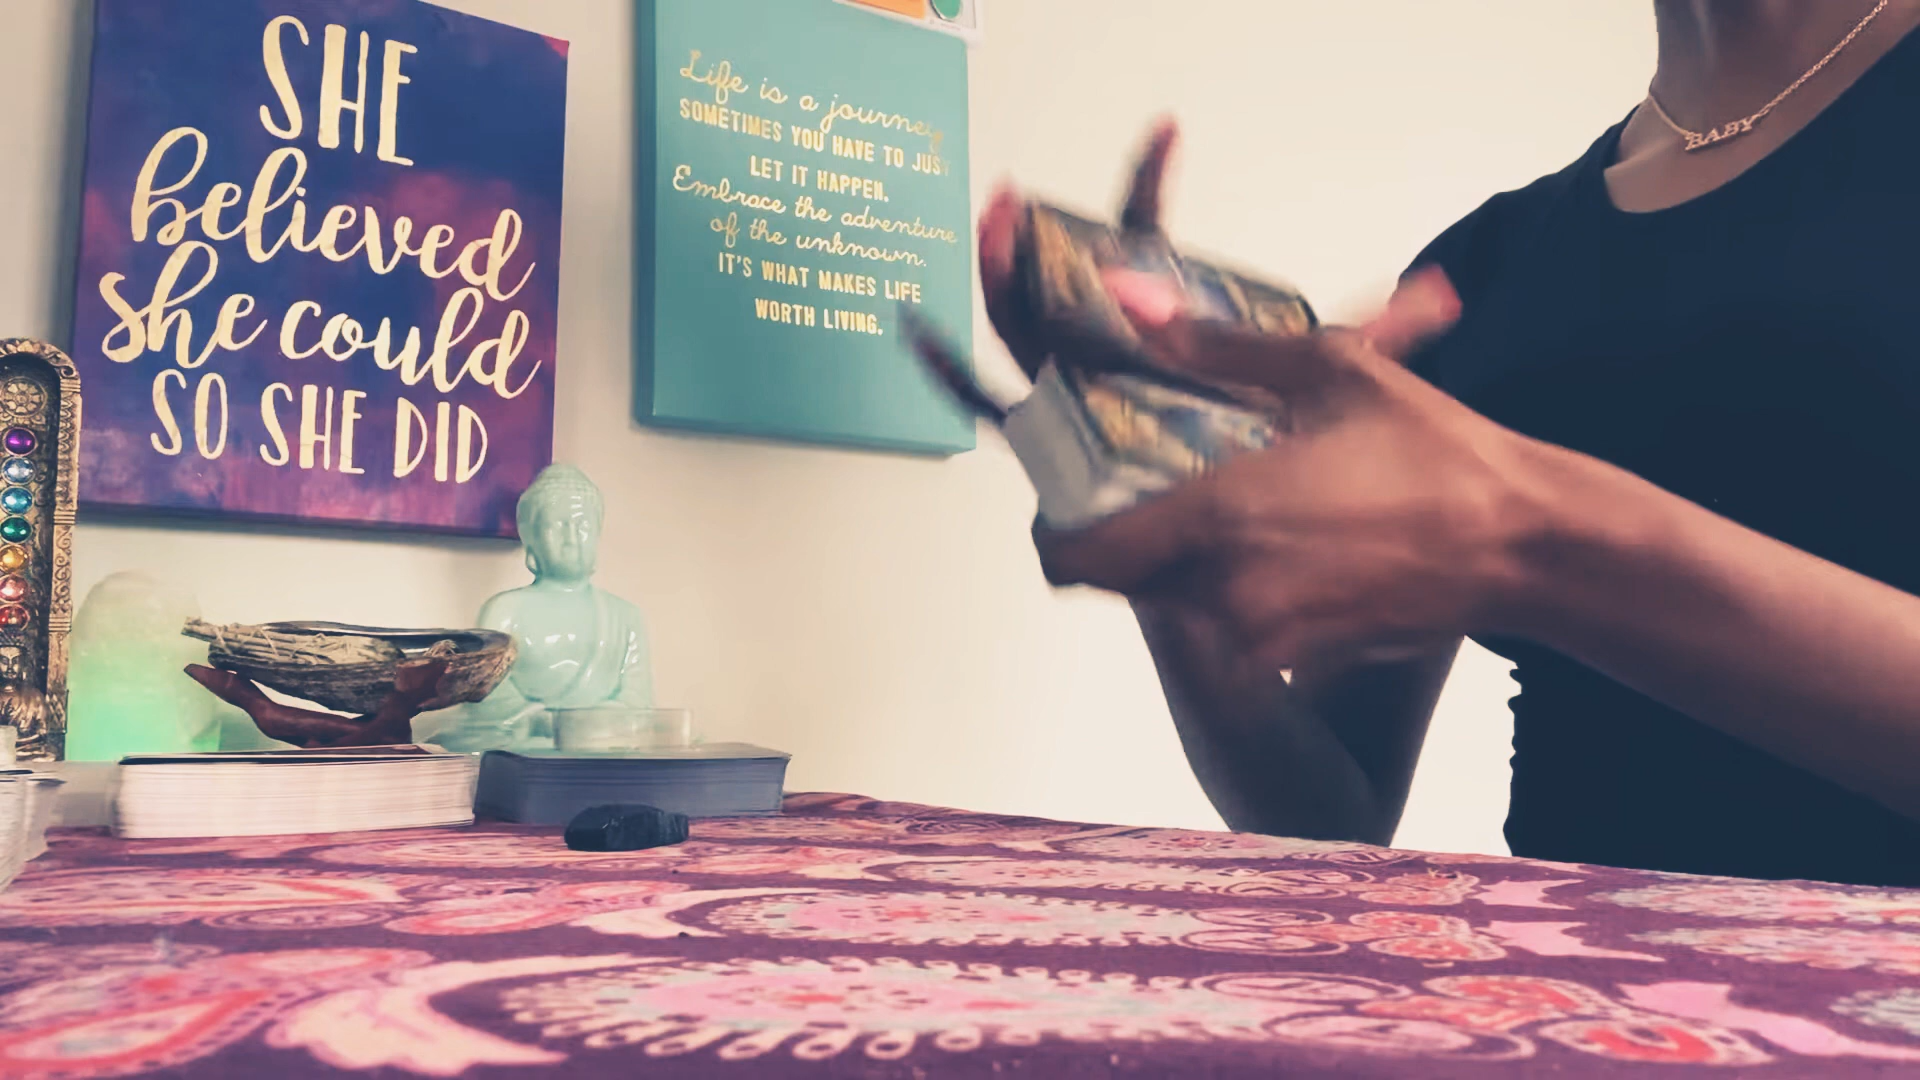 SHE
believed
she could
SO SHE DID
Life is a journey
SOMETIMES YOU HAVE TO JUST
LET IT HAPPEN.
Embrace the adventure
of the unknown.
IT'S WHAT MAKES LIFE
WORTH LIVING.
BABY